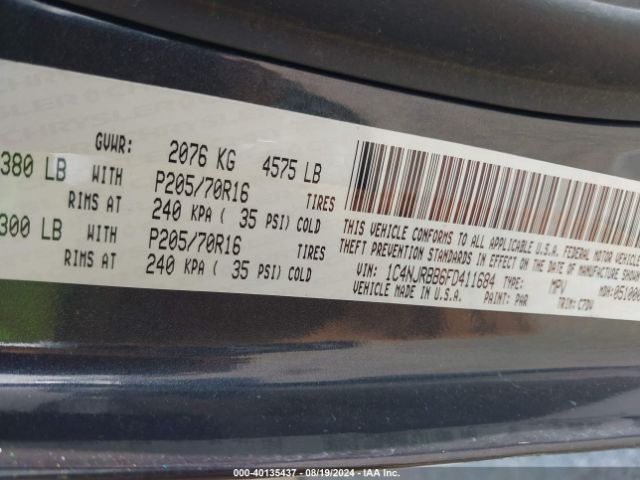 GVWR: 2076 KG 4575 LB
380 LB WITH P205/70R16 TIRES
RIMS AT 240 KPA ( 35 PSI) COLD
300 LB WITH P205/70R16 TIRES
RIMS AT 240 KPA ( 35 PSI) COLD
THIS VEHICLE CONFORMS TO ALL APPLICABLE U.S.A. FEDERAL MOTOR VEHICLE
THEFT PREVENTION STANDARDS IN EFFECT ON THE DATE OF MANUFACTURE
VIN: 1C4NJRBB6FD411684 TYPE: MPV MDH:
VEHICLE MADE IN U.S.A. PAINT: PAR TRIM:
000-40135437 - 08/19/2024 - IAA Inc.